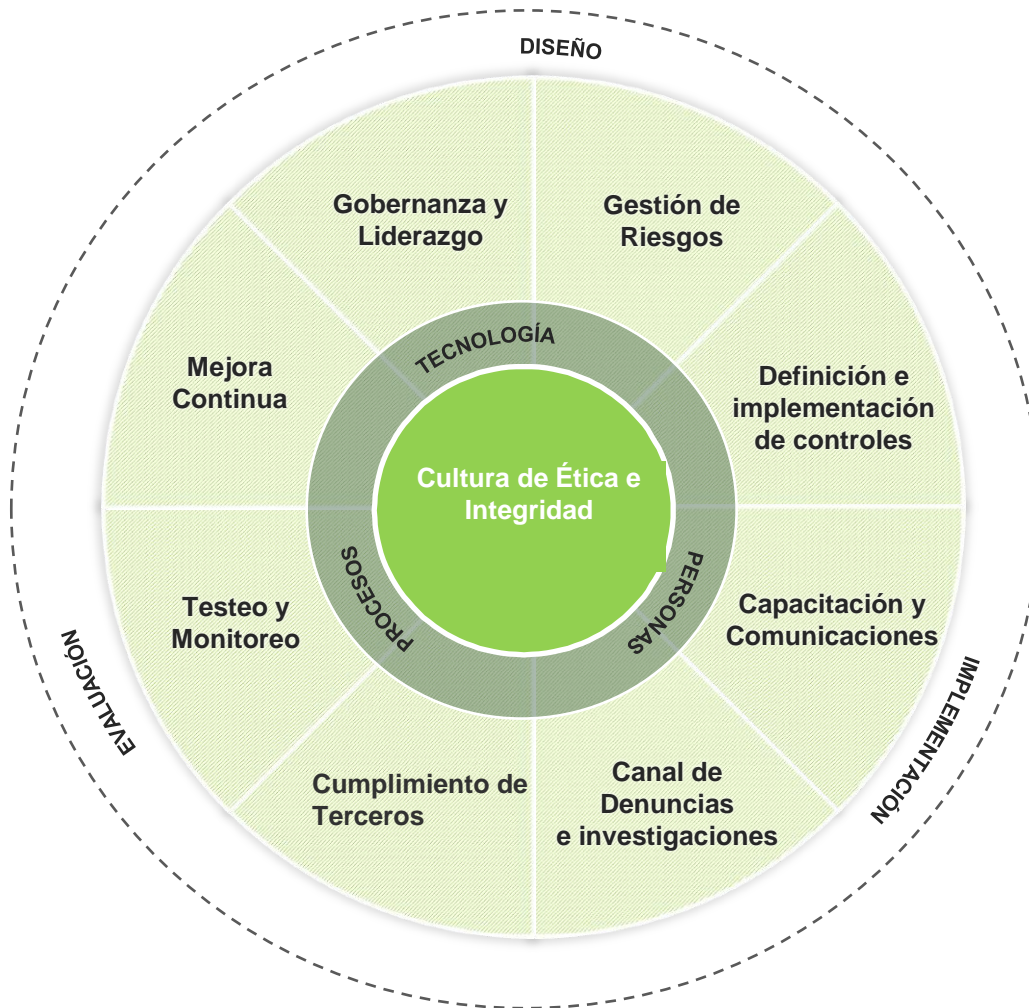 DISEÑO
Gobernanza y
Liderazgo
Gestión de
Riesgos
TECNOLOGÍA
Mejora
Continua
Definición e
implementación
de controles
Cultura de Ética e
Integridad
PROCESOS
PERSONAS
Testeo y
Monitoreo
Capacitación y
Comunicaciones
EVALUACIÓN
IMPLEMENTACIÓN
Cumplimiento de
Terceros
Canal de
Denuncias
e investigaciones